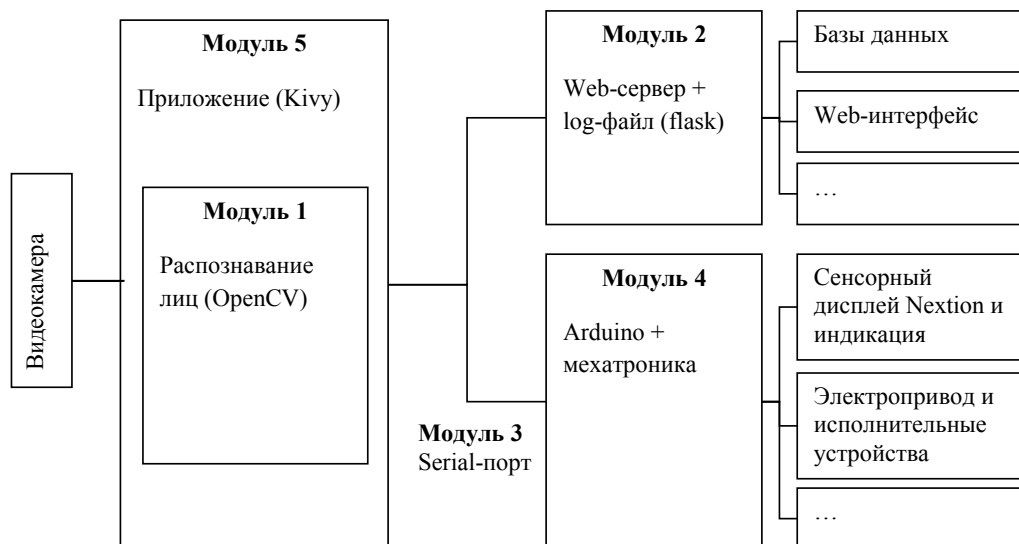 Видеокамера
Модуль 5
Приложение (Kivy)
Модуль 1
Распознавание
лиц (OpenCV)
Модуль 3
Serial-порт
Модуль 2
Web-сервер +
log-файл (flask)
Базы данных
Web-интерфейс
…
Модуль 4
Arduino +
мехатроника
Сенсорный
дисплей Nextion и
индикация
Электропривод и
исполнительные
устройства
…